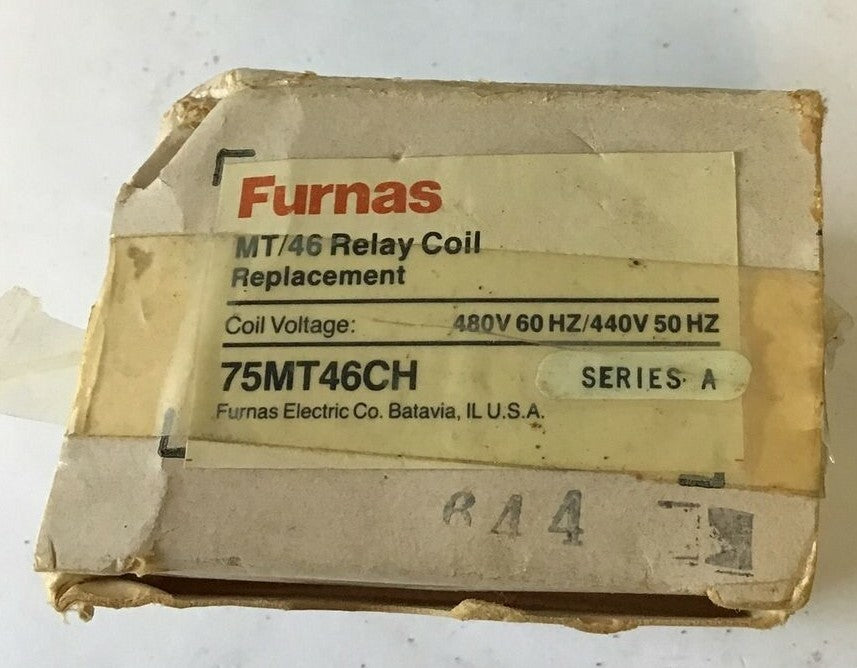 Furnas
MT/46 Relay Coil
Replacement
Coil Voltage: 480V 60 HZ/440V 50 HZ
75MT46CH SERIES A
Furnas Electric Co. Batavia, IL U.S.A.
844